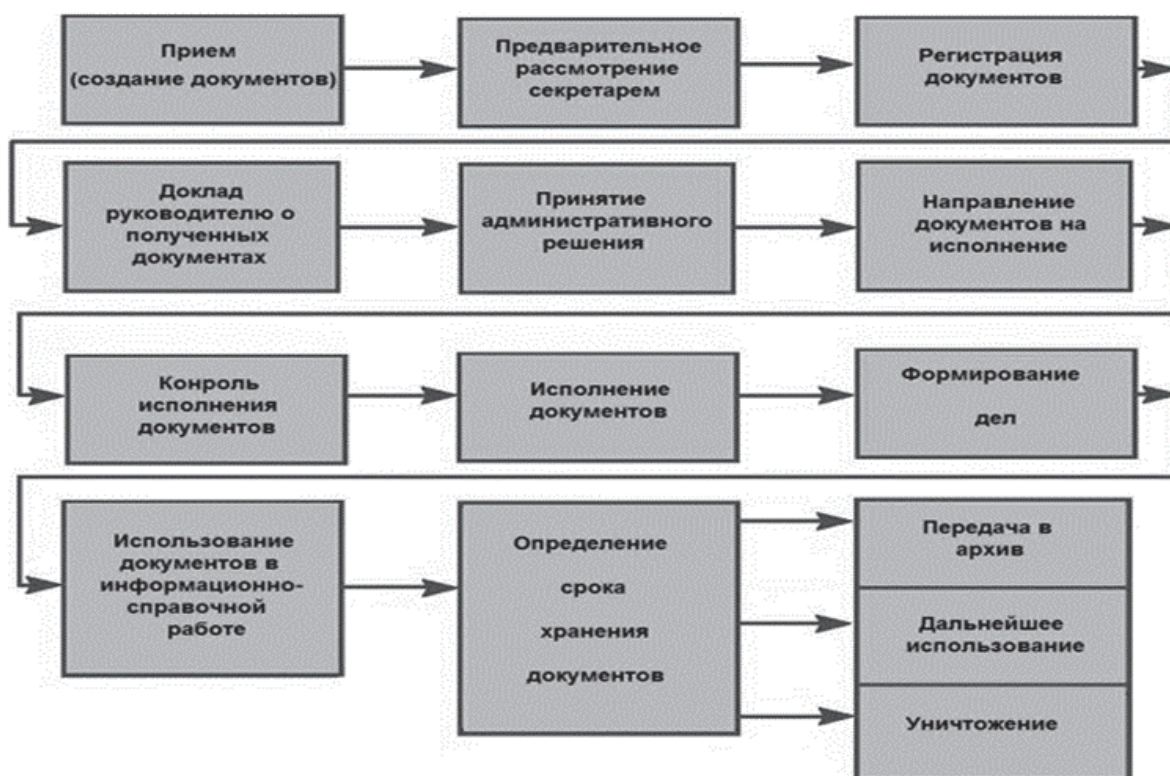 Прием
(создание документов)
Предварительное
рассмотрение
секретарем
Регистрация
документов
Доклад
руководителю о
полученных
документах
Принятие
административного
решения
Направление
документов на
исполнение
Конроль
исполнения
документов
Исполнение
документов
Формирование
дел
Использование
документов в
информационно-
справочной
работе
Определение
срока
хранения
документов
Передача в
архив
Дальнейшее
использование
Уничтожение